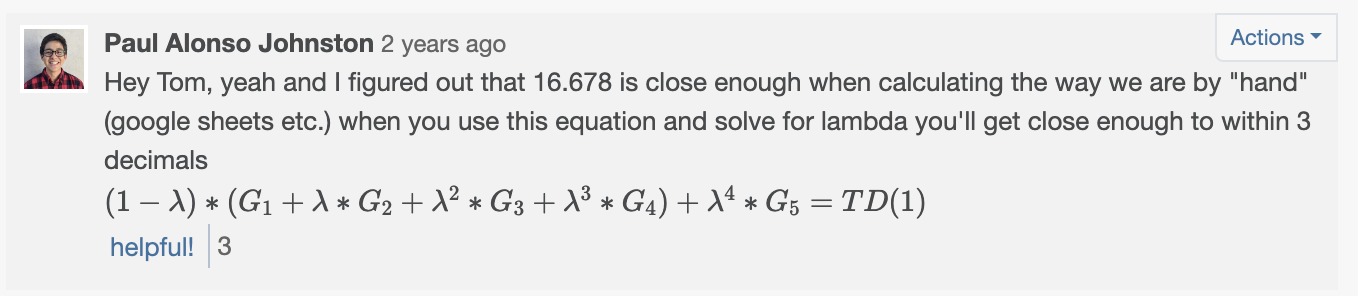 Paul Alonso Johnston 2 years ago
Actions
Hey Tom, yeah and I figured out that 16.678 is close enough when calculating the way we are by "hand"
(google sheets etc.) when you use this equation and solve for lambda you'll get close enough to within 3
decimals
(1 − λ) ∗ (G₁ + λ ∗ G₂ + λ² ∗ G₃ + λ³ ∗ G₄) + λ⁴ ∗ G₅ = TD(1)
helpful! 3